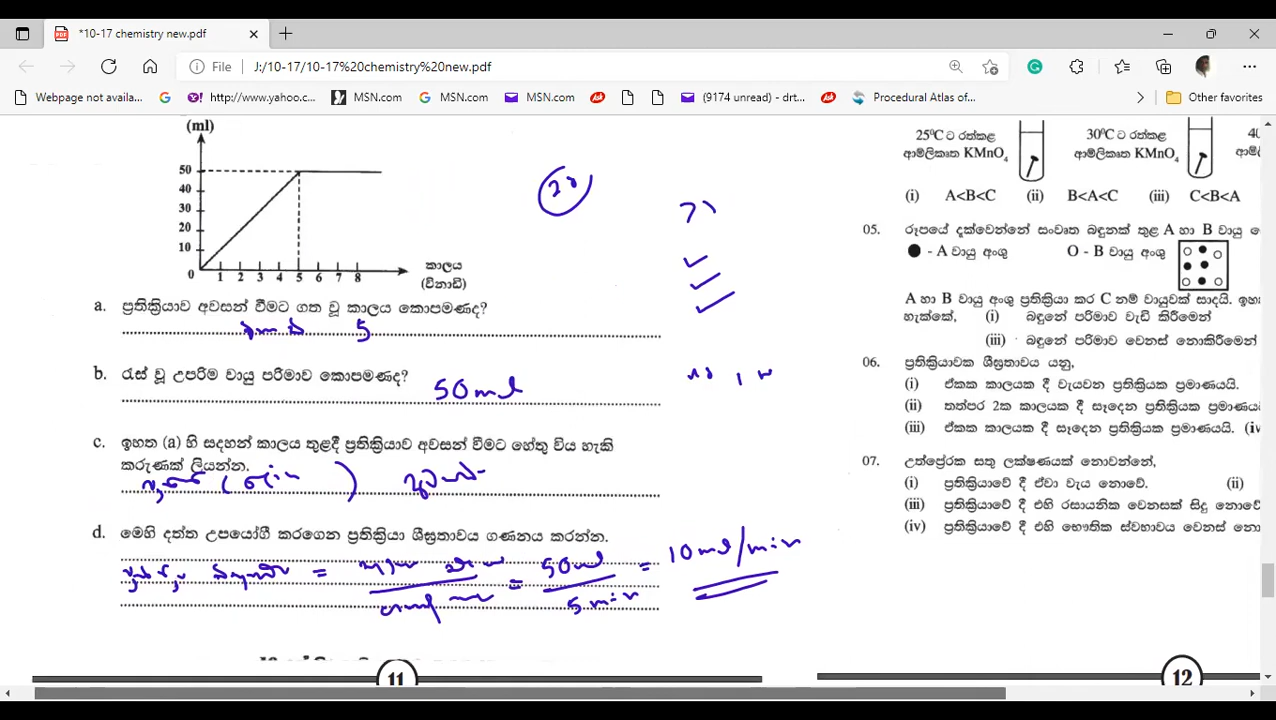 *10-17 chemistry new.pdf
File J:/10-17/10-17%20chemistry%20new.pdf
Webpage not availa... http://www.yahoo.c... MSN.com MSN.com MSN.com (9174 unread) - drt... Procedural Atlas of... Other favorites
(ml)
50
40
30
20
10
0 1 2 3 4 5 6 7 8
කාලය
(විනාඩි)
a. ප්‍රතික්‍රියාව අවසන් වීමට ගත වූ කාලය කොපමණද?
5
b. රැස් වූ උපරිම වායු පරිමාව කොපමණද?
50ml
c. ඉහත (a) හි සදහන් කාලය තුළදී ප්‍රතික්‍රියාව අවසන් වීමට හේතු විය හැකි
කරුණක් ලියන්න.
d. මෙහි දත්ත උපයෝගී කරගෙන ප්‍රතික්‍රියා ශීඝ්‍රතාවය ගණනය කරන්න.
= = 50ml = 10ml/min
5 min
11
25⁰C ට රත්කළ 30⁰C ට රත්කළ
ආම්ලිකෘත KMnO₄ ආම්ලිකෘත KMnO₄
(i) A<B<C (ii) B<A<C (iii) C<B<A
05. රූපයේ දැක්වෙන්නේ සංවෘත බඳුනක් තුළ A හා B වායු
- A වායු අංශු O - B වායු අංශු
A හා B වායු අංශු ප්‍රතික්‍රියා කර C නම් වායුවක් සාදයි.
හැක්කේ, (i) බඳුනේ පරිමාව වැඩි කිරීමෙන්
(iii) බඳුනේ පරිමාව වෙනස් නොකිරීමෙන්
06. ප්‍රතික්‍රියාවක ශීඝ්‍රතාවය යනු,
(i) ඒකක කාලයක දී වැයවන ප්‍රතික්‍රියක ප්‍රමාණයයි.
(ii) තත්පර 2ක කාලයක දී සෑදෙන ප්‍රතික්‍රියක
(iii) ඒකක කාලයක දී සෑදෙන ප්‍රතික්‍රියක ප්‍රමාණයයි.
07. උත්ප්‍රේරක සතු ලක්ෂණයක් නොවන්නේ,
(i) ප්‍රතික්‍රියාවේ දී ඒවා වැය නොවේ. (ii)
(iii) ප්‍රතික්‍රියාවේ දී එහි රසායනික වෙනසක් සිදු
(iv) ප්‍රතික්‍රියාවේ දී එහි භෞතික ස්වභාවය වෙනස්
12